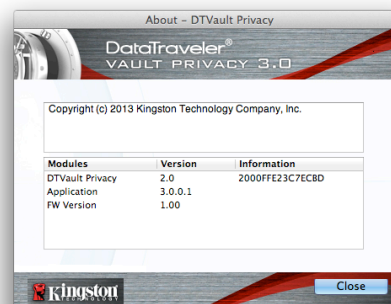 About – DTVault Privacy
DataTraveler®
VAULT PRIVACY 3.0
Copyright (c) 2013 Kingston Technology Company, Inc.
Modules Version Information
DTVault Privacy 2.0 2000FFE23C7ECBD
Application 3.0.0.1
FW Version 1.00
Kingston
TECHNOLOGY
Close